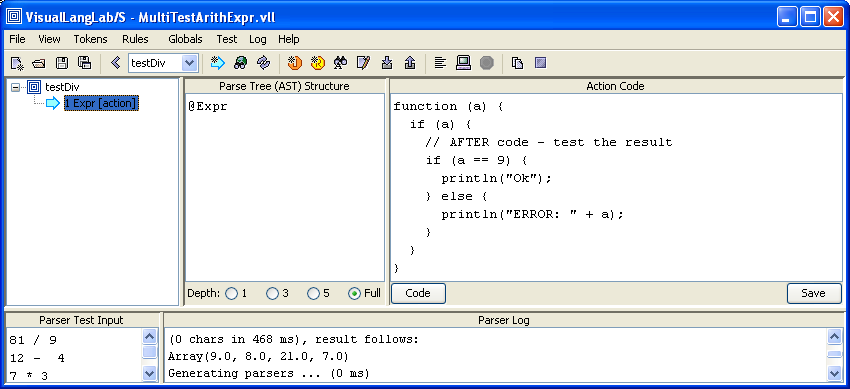 VisualLangLab/S - MultiTestArithExpr.vll
File View Tokens Rules Globals Test Log Help
testDiv
testDiv
1 Expr [action]
Parse Tree (AST) Structure
@Expr
Depth: 1 3 5 Full
Action Code
function (a) {
if (a) {
// AFTER code - test the result
if (a == 9) {
println("Ok");
} else {
println("ERROR: " + a);
}
}
}
Code Save
Parser Test Input
81 / 9
12 - 4
7 * 3
Parser Log
(0 chars in 468 ms), result follows:
Array(9.0, 8.0, 21.0, 7.0)
Generating parsers ... (0 ms)